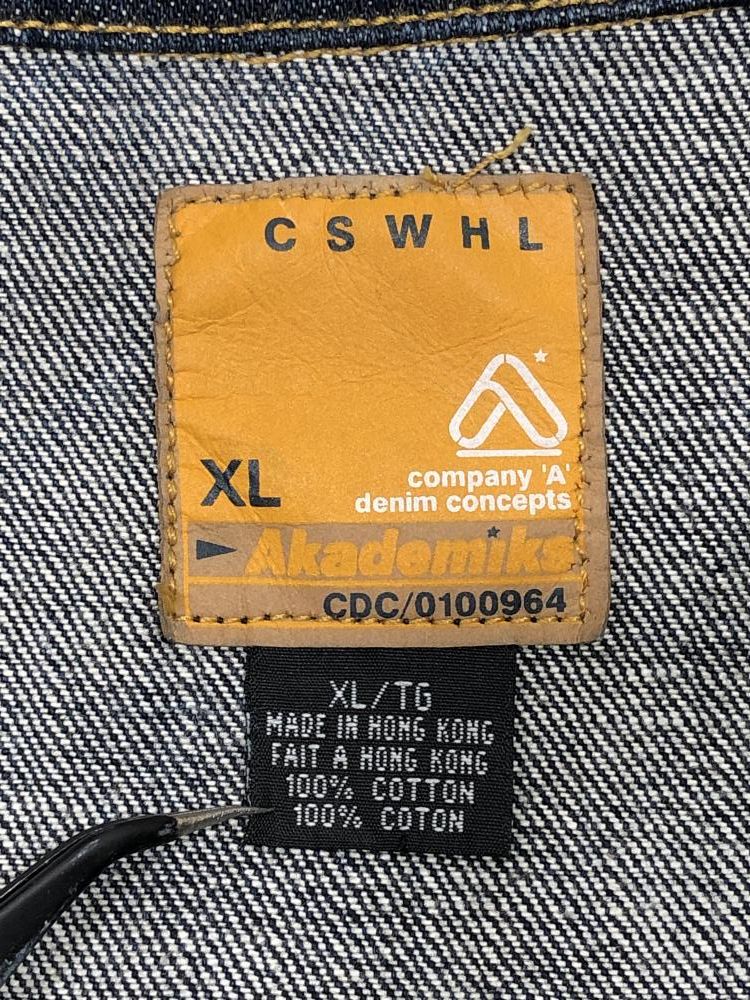 C S W H L
XL
company 'A'
denim concepts
Akademiks
CDC/0100964
XL/TG
MADE IN HONG KONG
FAIT A HONG KONG
100% COTTON
100% COTON